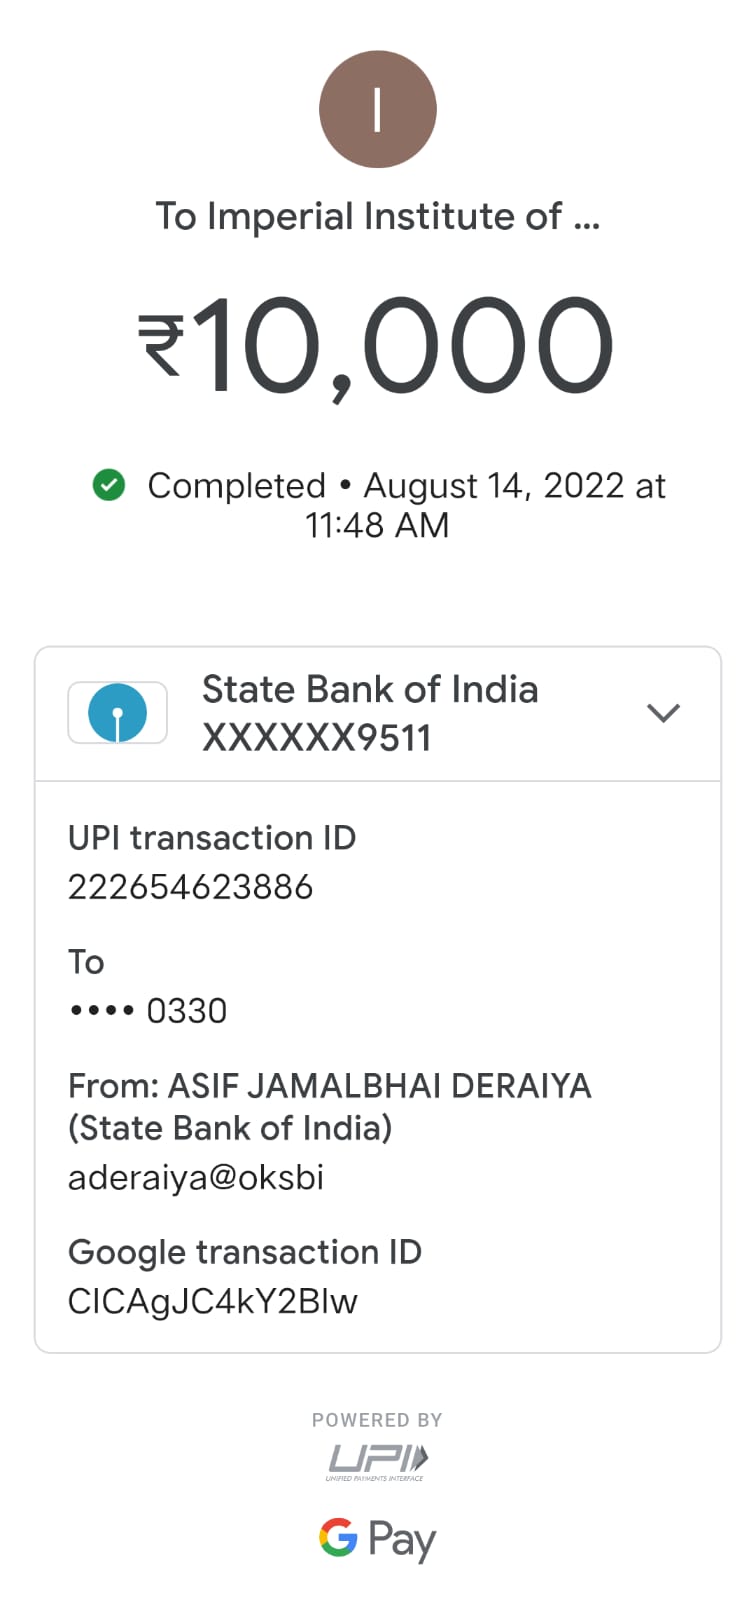 I
To Imperial Institute of ...
₹10,000
Completed • August 14, 2022 at
11:48 AM
State Bank of India
XXXXXX9511
UPI transaction ID
222654623886
To
•••• 0330
From: ASIF JAMALBHAI DERAIYA
(State Bank of India)
aderaiya@oksbi
Google transaction ID
CICAgJC4kY2Blw
POWERED BY
UPI
UNIFIED PAYMENTS INTERFACE
G Pay